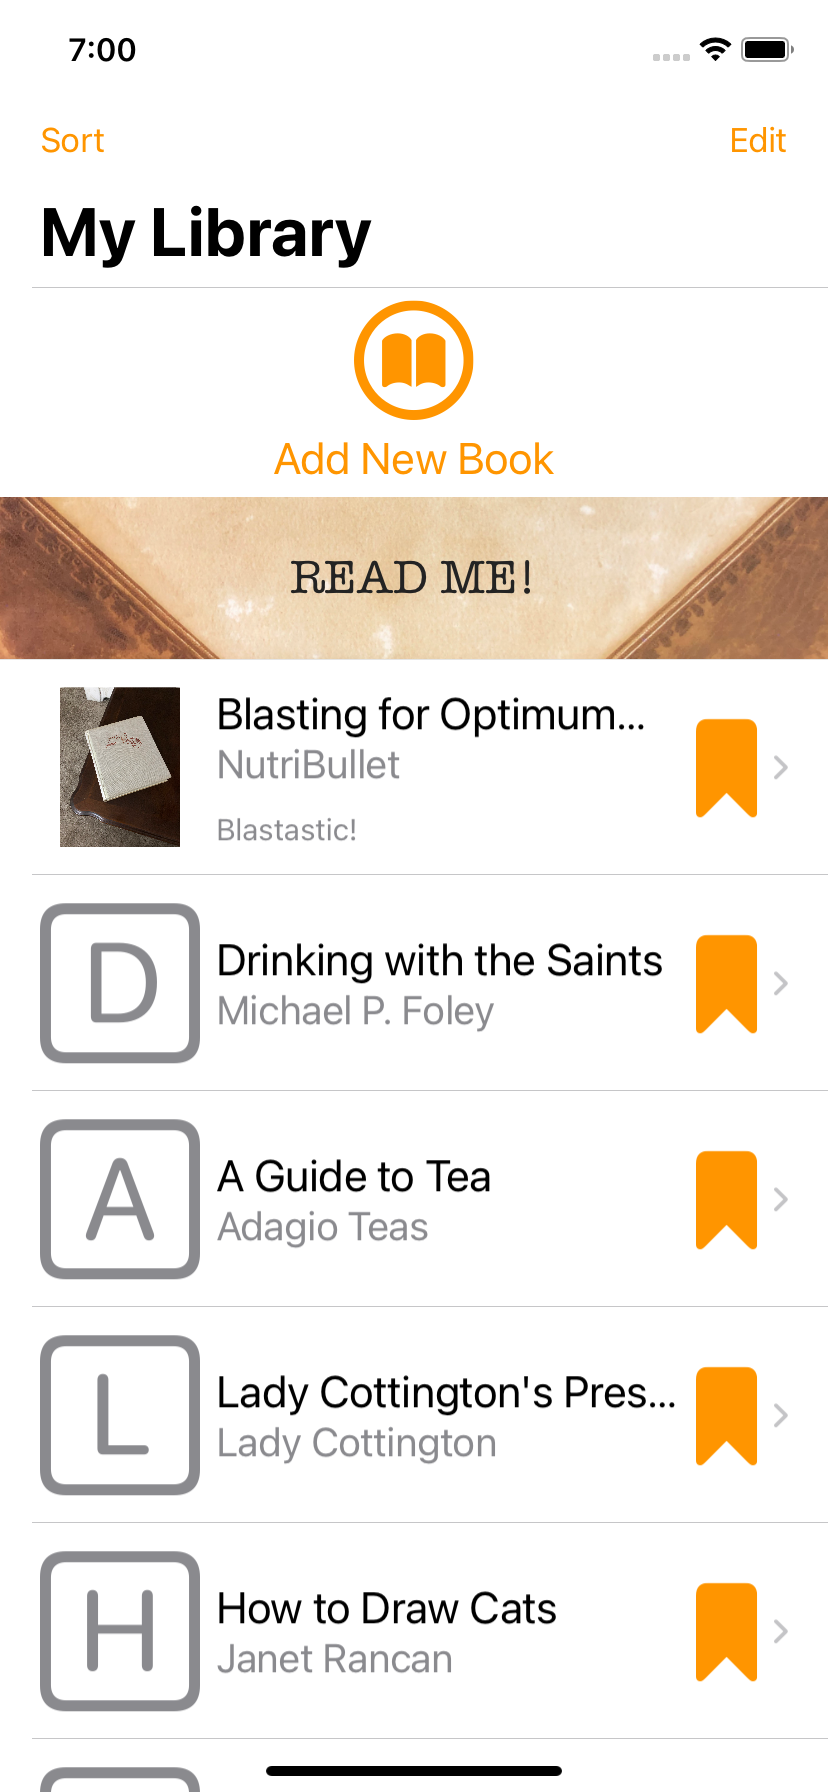 7:00
Sort
Edit
My Library
Add New Book
READ ME!
Blasting for Optimum...
NutriBullet
Blastastic!
D
Drinking with the Saints
Michael P. Foley
A
A Guide to Tea
Adagio Teas
L
Lady Cottington's Pres...
Lady Cottington
H
How to Draw Cats
Janet Rancan